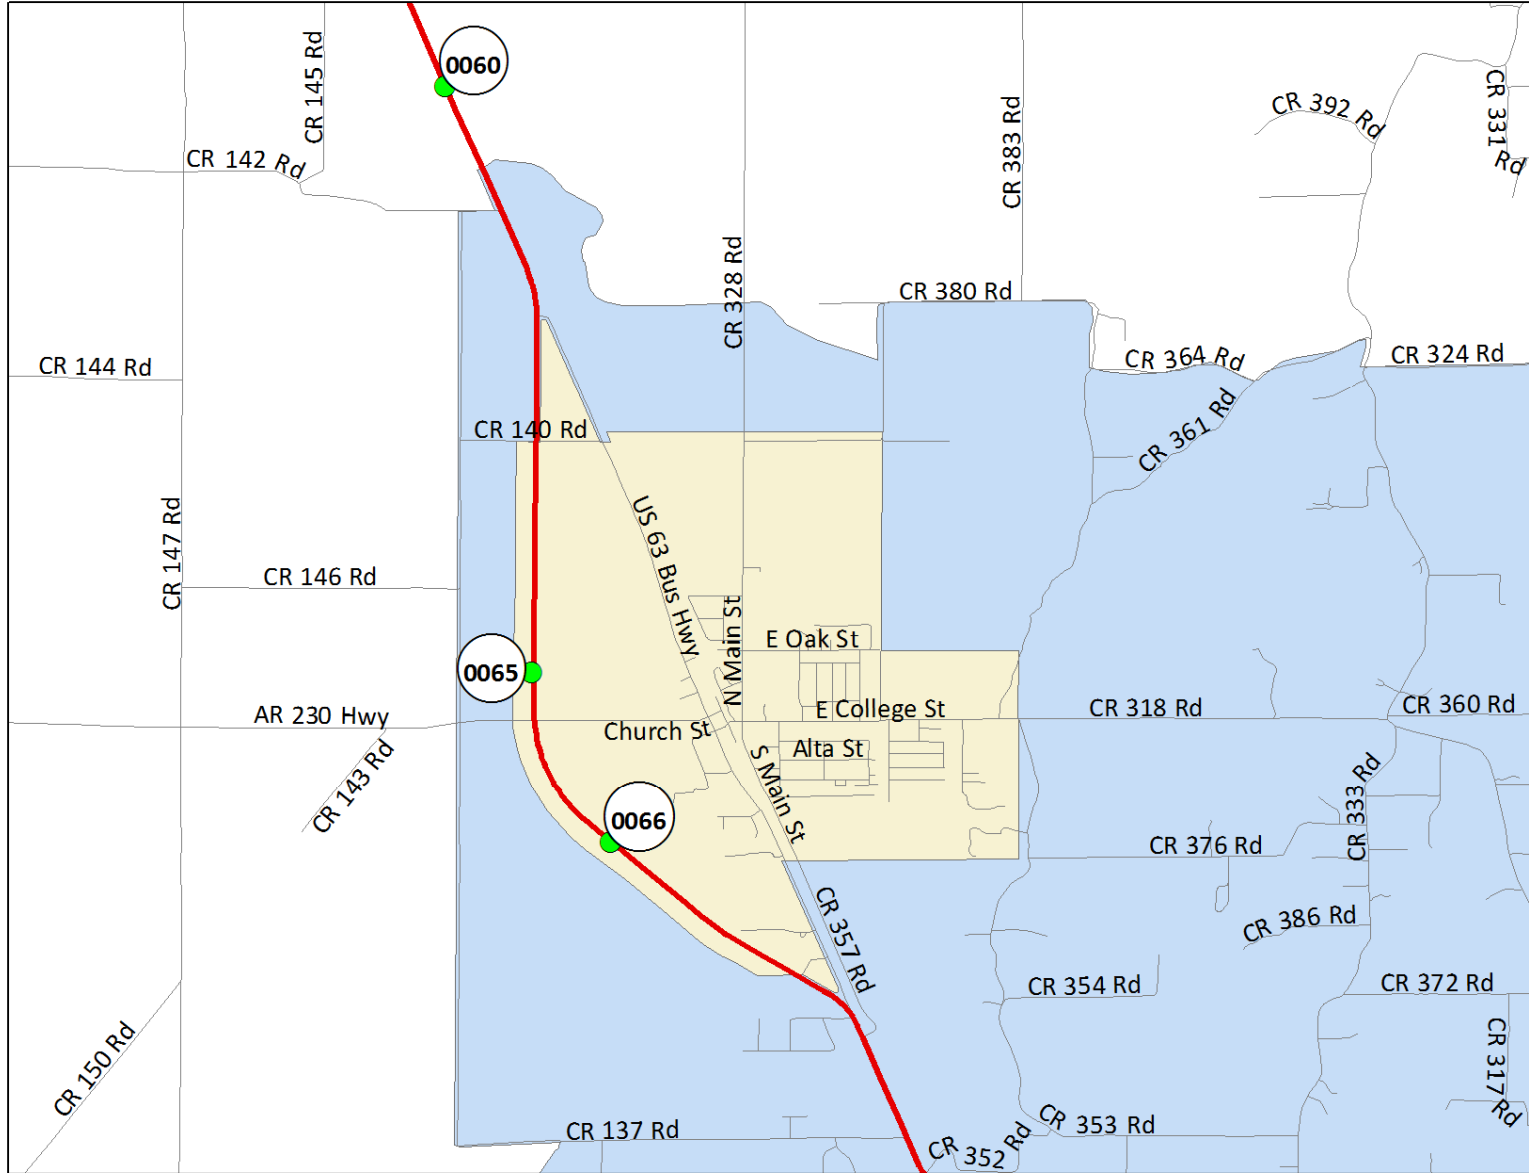 0060
CR 145 Rd
CR 142 Rd
CR 383 Rd
CR 392 Rd
CR 331 Rd
CR 328 Rd
CR 380 Rd
CR 144 Rd
CR 364 Rd
CR 324 Rd
CR 361 Rd
CR 140 Rd
CR 147 Rd
US 63 Bus Hwy
CR 146 Rd
N Main St
E Oak St
0065
AR 230 Hwy
Church St
E College St
CR 318 Rd
CR 360 Rd
Alta St
S Main St
CR 143 Rd
0066
CR 333 Rd
CR 376 Rd
CR 357 Rd
CR 386 Rd
CR 354 Rd
CR 372 Rd
CR 150 Rd
CR 317 Rd
CR 137 Rd
CR 353 Rd
CR 352 Rd